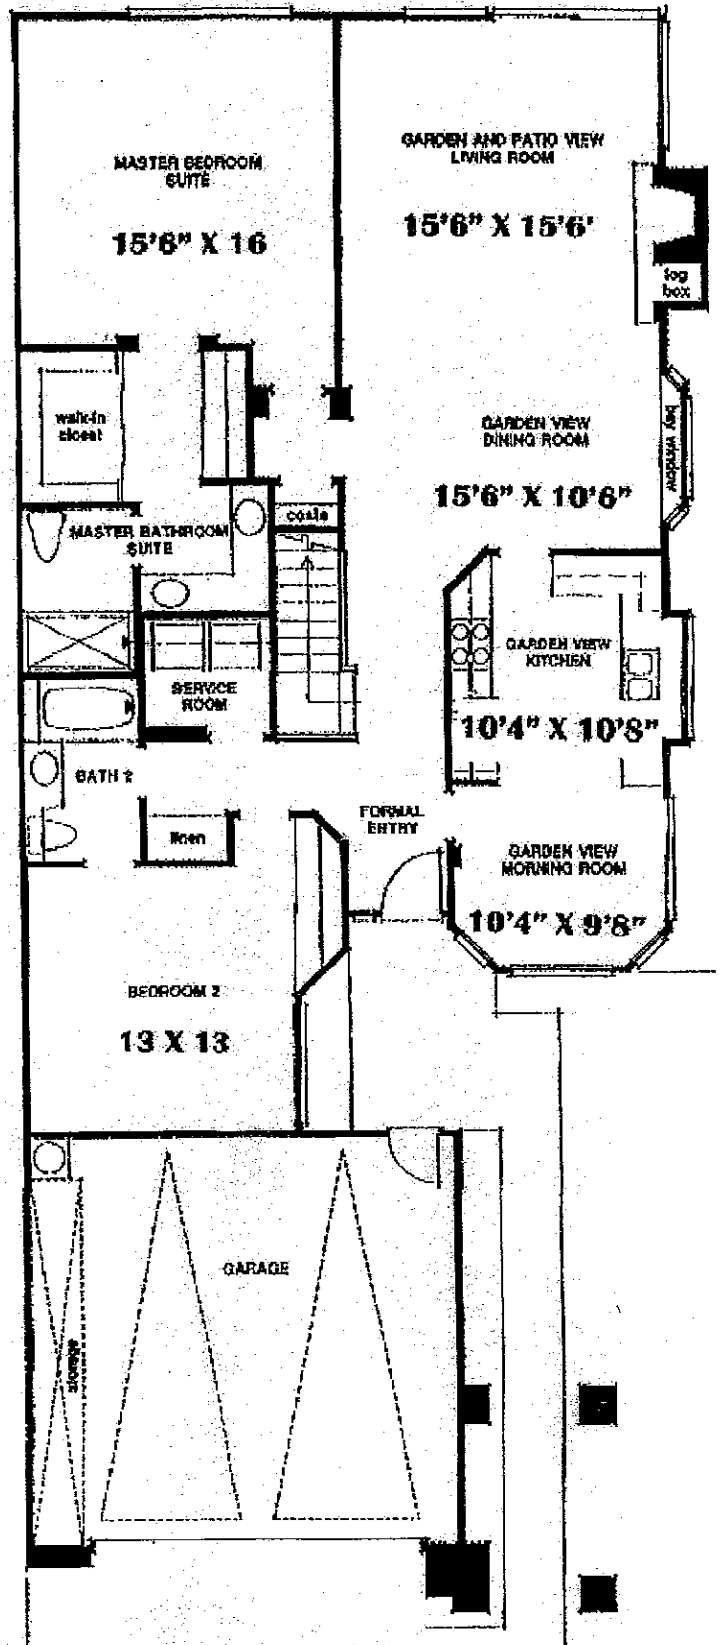 MASTER BEDROOM
SUITE
15'6" X 16
GARDEN AND PATIO VIEW
LIVING ROOM
15'6" X 15'6'
log
box
walk-in
closet
GARDEN VIEW
DINING ROOM
15'6" X 10'6"
bay window
coats
MASTER BATHROOM
SUITE
GARDEN VIEW
KITCHEN
10'4" X 10'8"
SERVICE
ROOM
BATH 2
linen
FORMAL
ENTRY
GARDEN VIEW
MORNING ROOM
10'4" X 9'8"
BEDROOM 2
13 X 13
GARAGE
storage